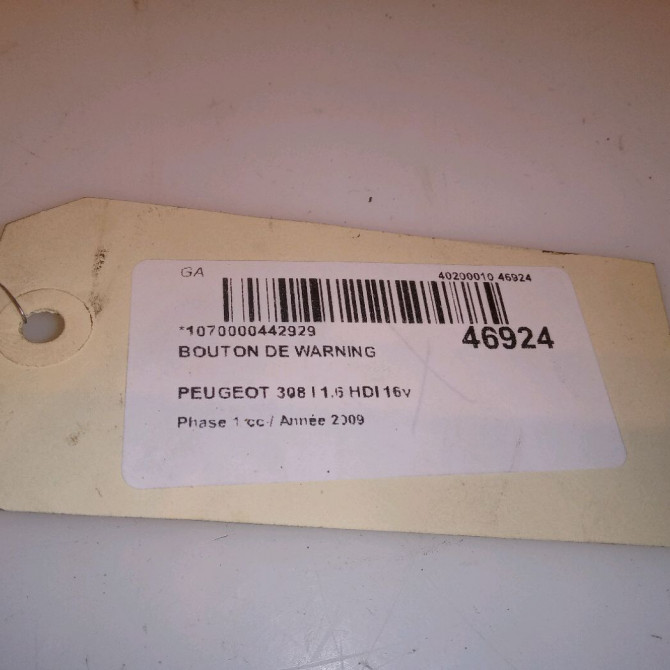 GA 40200010 46924
*1070000442929 46924
BOUTON DE WARNING
PEUGEOT 308 I 1.6 HDI 16v
Phase 1 / Année 2009